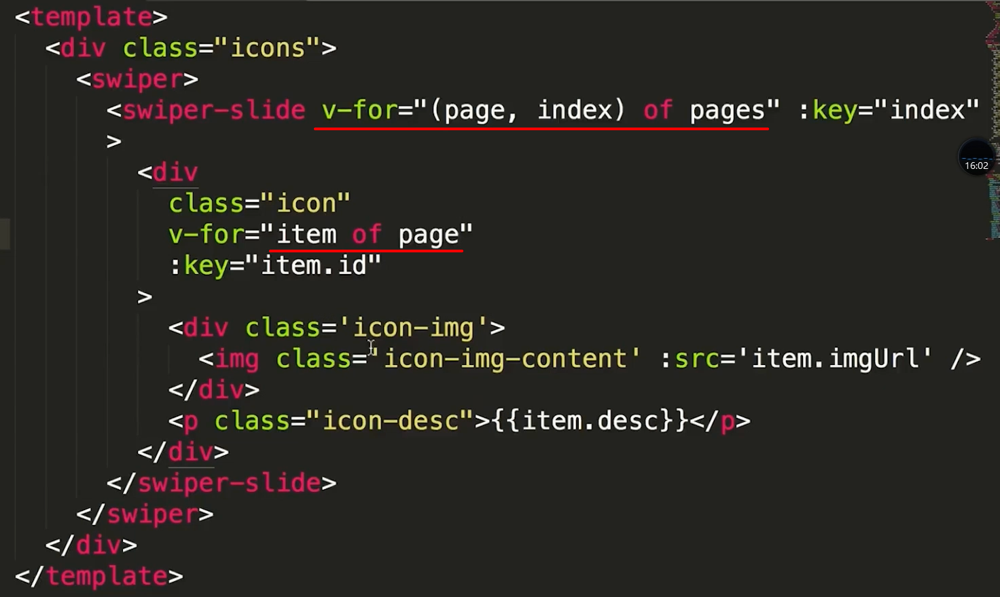 <template>
<div class="icons">
<swiper>
<swiper-slide v-for="(page, index) of pages" :key="index"
>
<div
class="icon"
v-for="item of page"
:key="item.id"
>
<div class='icon-img'>
<img class='icon-img-content' :src='item.imgUrl' />
</div>
<p class="icon-desc">{{item.desc}}</p>
</div>
</swiper-slide>
</swiper>
</div>
</template>
16:02